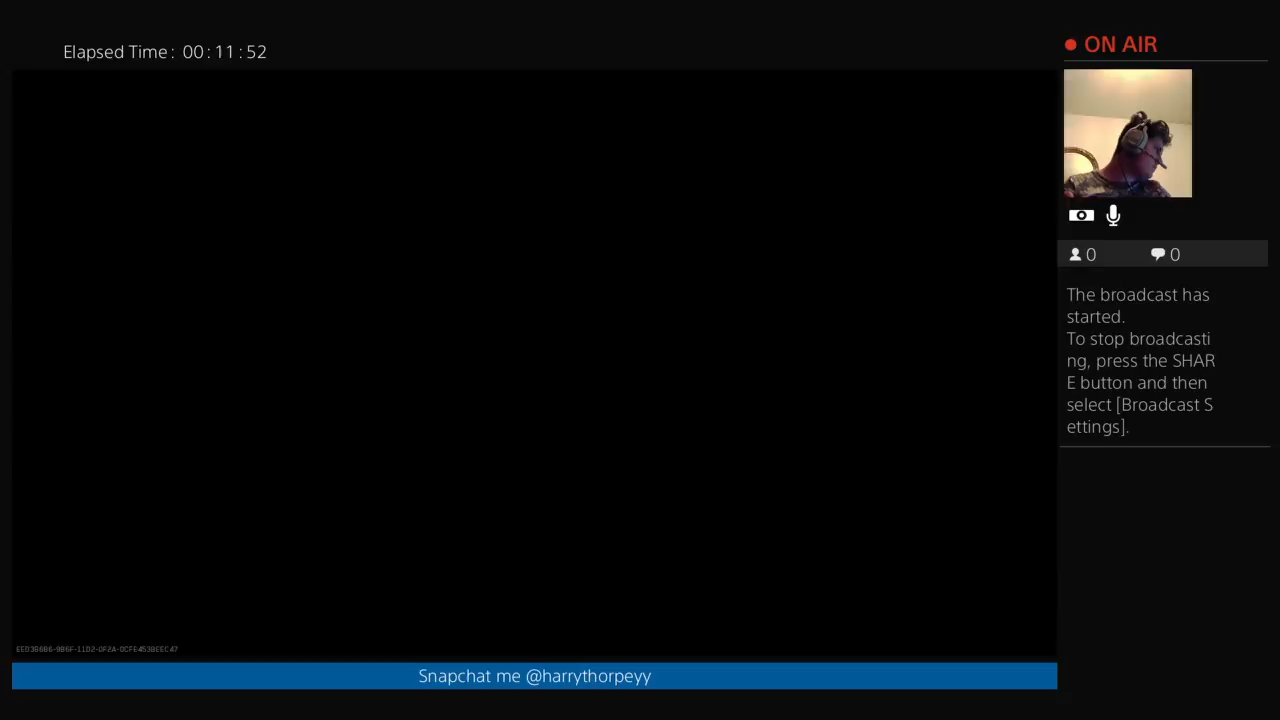 Elapsed Time: 00:11:52
ON AIR
0 0
The broadcast has
started.
To stop broadcasti
ng, press the SHAR
E button and then
select [Broadcast S
ettings].
Snapchat me @harrythorpeyy